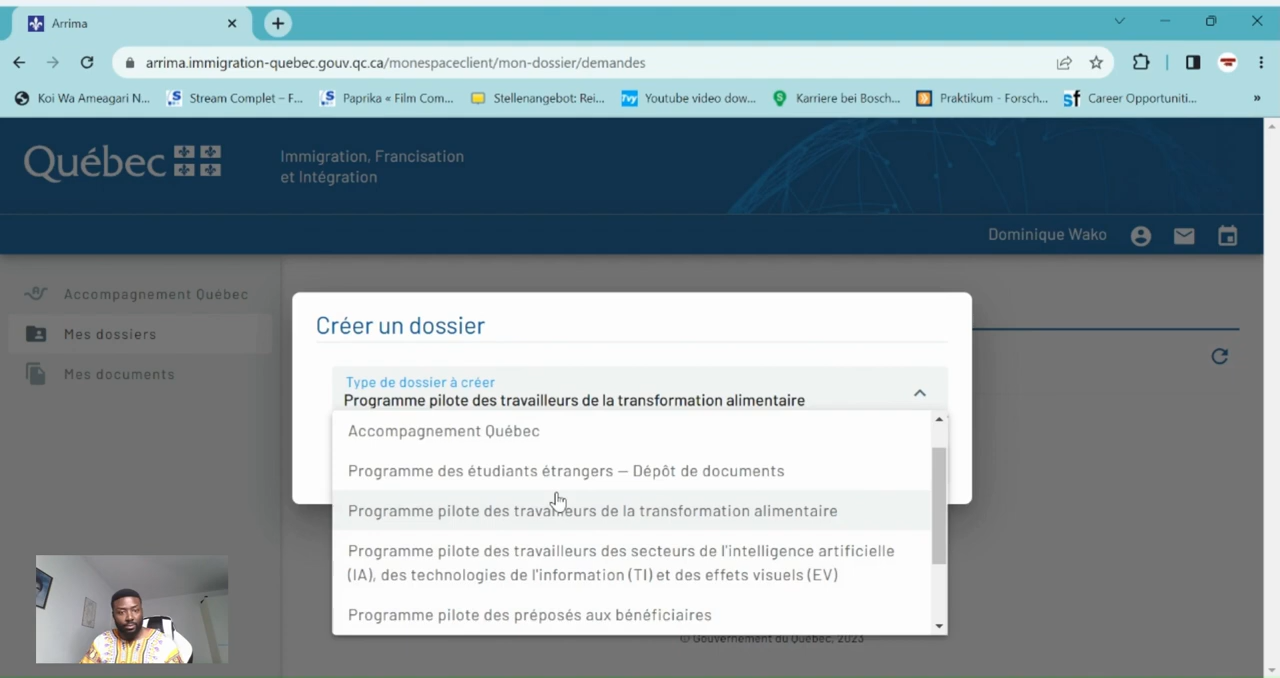 Arrima
arrima.immigration-quebec.gouv.qc.ca/monespaceclient/mon-dossier/demandes
Koi Wa Ameagari N... Stream Complet – F... Paprika « Film Com... Stellenangebot: Rei... Youtube video dow... Karriere bei Bosch... Praktikum - Forsch... Career Opportuniti... »
Québec
Immigration, Francisation
et Intégration
Dominique Wako
Accompagnement Québec
Mes dossiers
Mes documents
Créer un dossier
Type de dossier à créer
Programme pilote des travailleurs de la transformation alimentaire
Accompagnement Québec
Programme des étudiants étrangers – Dépôt de documents
Programme pilote des travailleurs de la transformation alimentaire
Programme pilote des travailleurs des secteurs de l'intelligence artificielle
(IA), des technologies de l'information (TI) et des effets visuels (EV)
Programme pilote des préposés aux bénéficiaires
© Gouvernement du Québec, 2023